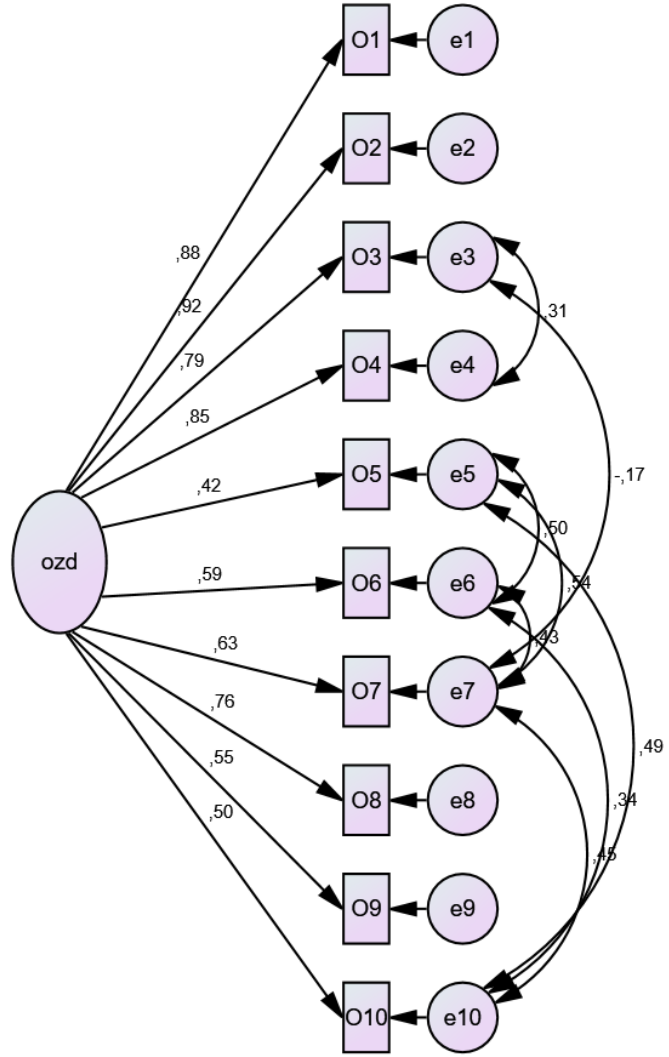 O1
e1
O2
e2
,88
,92
O3
e3
,31
,79
O4
e4
,85
-,17
O5
e5
,42
,50
ozd
O6
e6
,59
,54
,43
,63
O7
e7
,76
,49
O8
e8
,55
,34
,50
,45
O9
e9
O10
e10